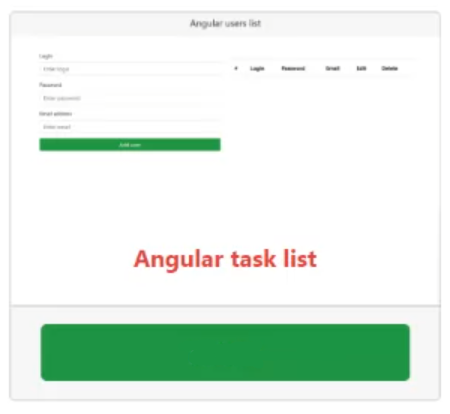 Angular users list
Login
Enter login
# Login Password Email Edit Delete
Password
Enter password
Email address
Enter email
Add user
Angular task list